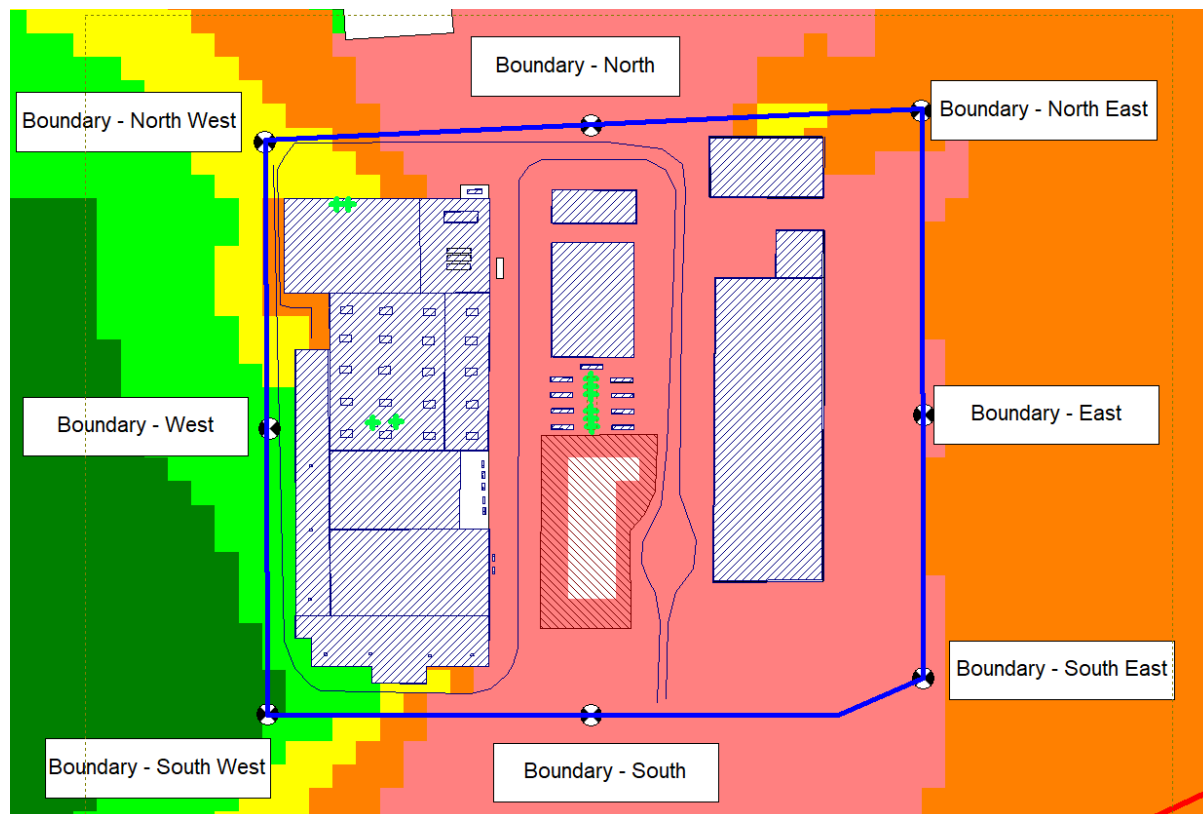 Boundary - North
Boundary - North West
Boundary - North East
Boundary - West
Boundary - East
Boundary - South East
Boundary - South West
Boundary - South